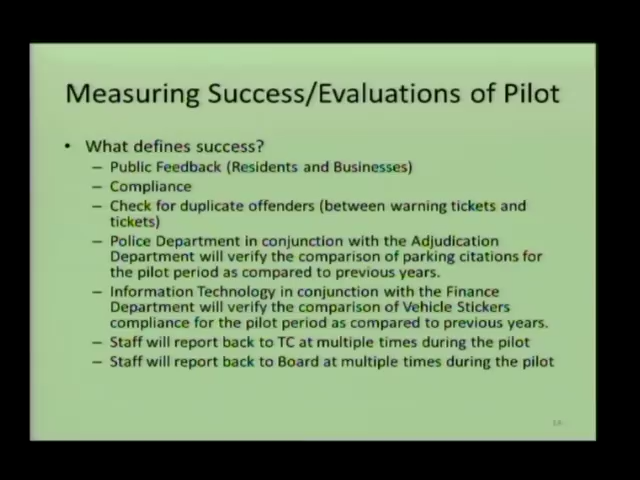 Measuring Success/Evaluations of Pilot
• What defines success?
– Public Feedback (Residents and Businesses)
– Compliance
– Check for duplicate offenders (between warning tickets and
tickets)
– Police Department in conjunction with the Adjudication
Department will verify the comparison of parking citations for
the pilot period as compared to previous years.
– Information Technology in conjunction with the Finance
Department will verify the comparison of Vehicle Stickers
compliance for the pilot period as compared to previous years.
– Staff will report back to TC at multiple times during the pilot
– Staff will report back to Board at multiple times during the pilot